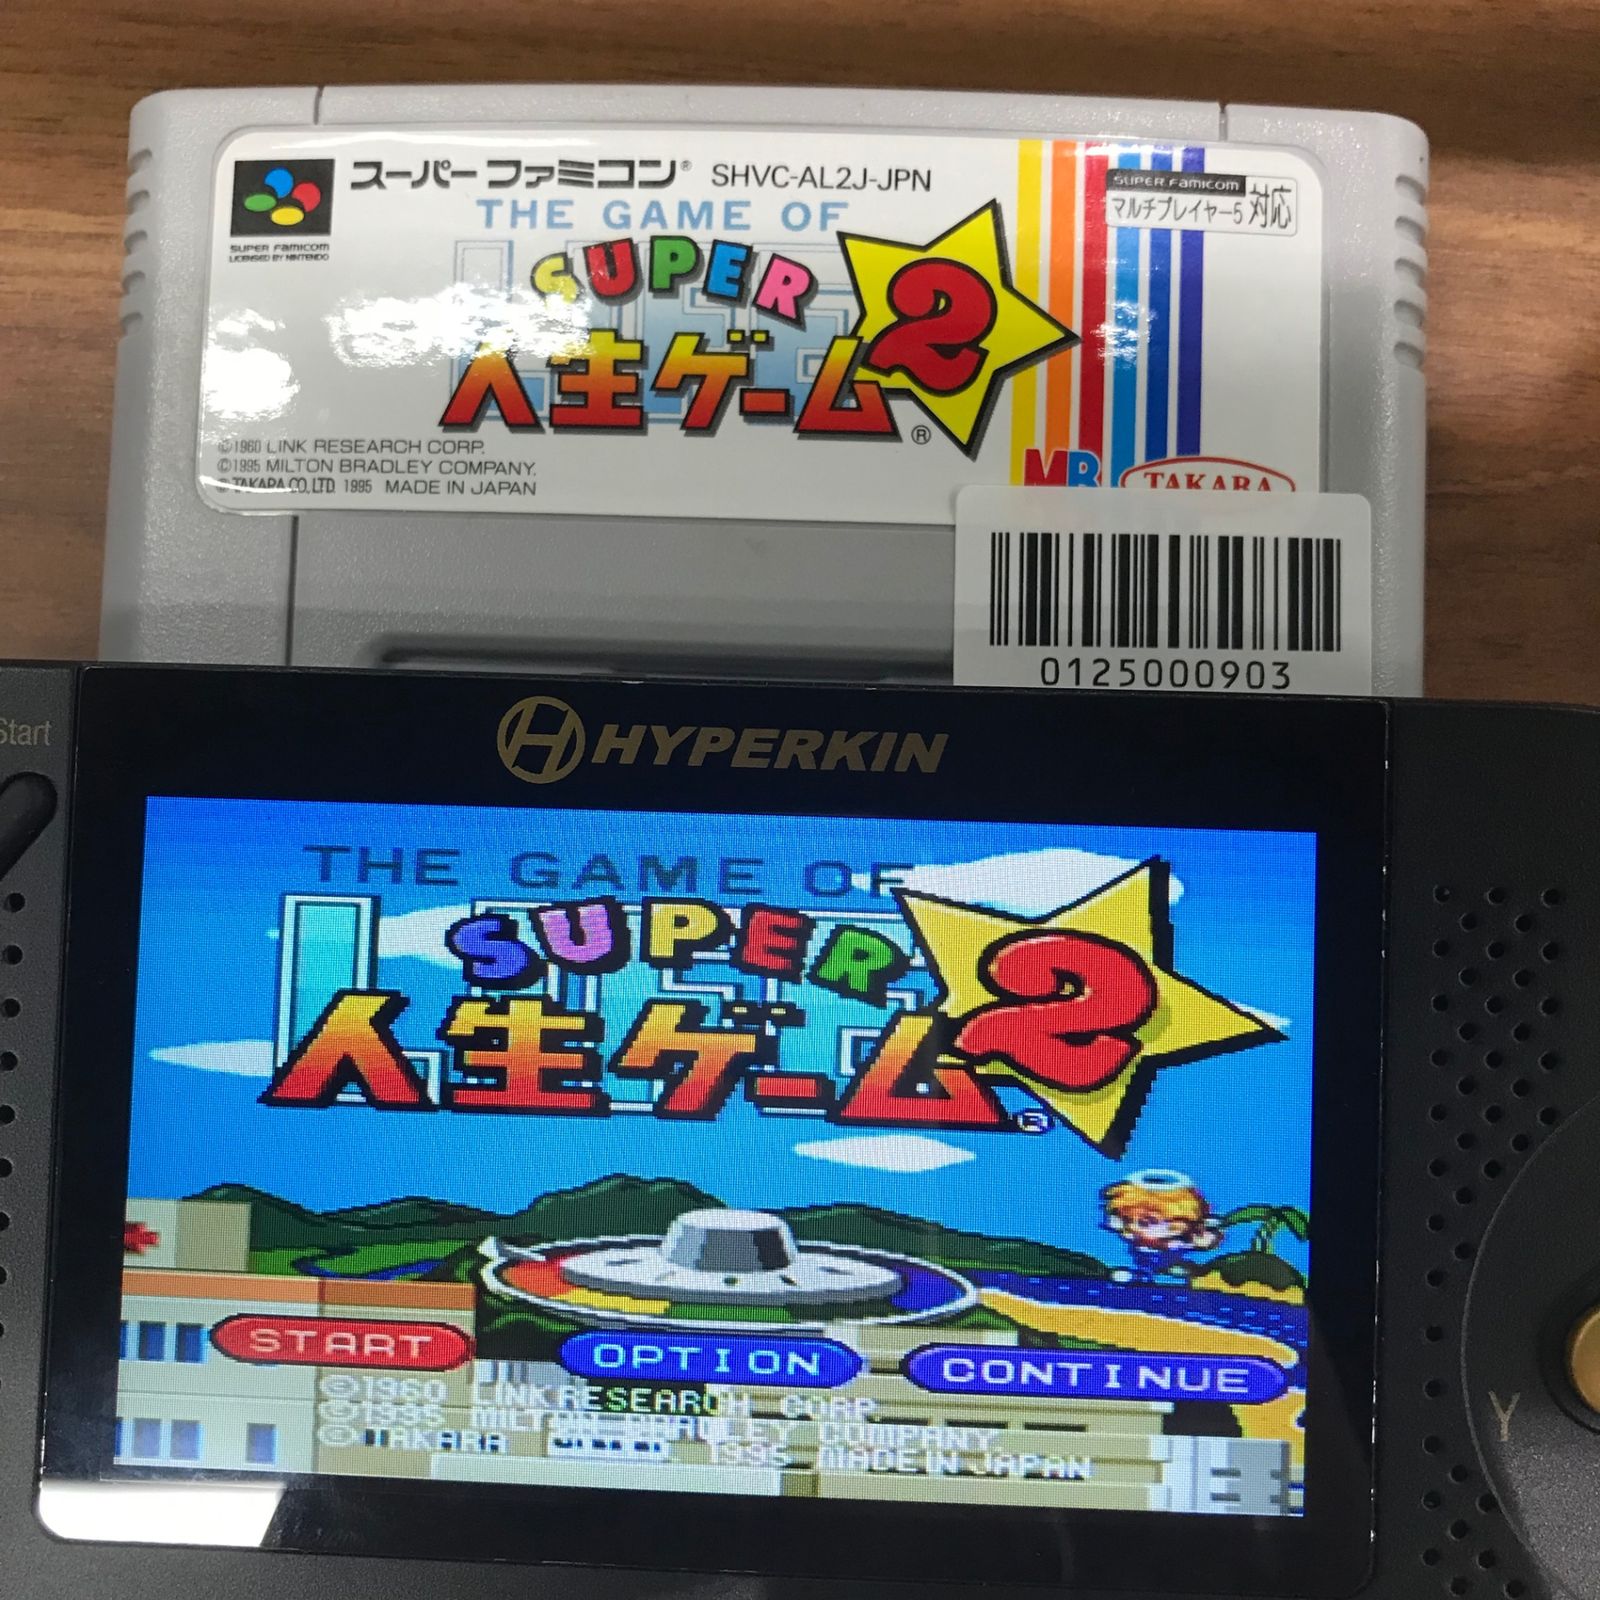 スーパーファミコン® SHVC-AL2J-JPN
SUPER FAMICOM
マルチプレイヤー5 対応
SUPER FAMICOM
LICENSED BY NINTENDO
THE GAME OF
LIFE
SUPER
人生ゲーム2®
©1960 LINK RESEARCH CORP.
©1995 MILTON BRADLEY COMPANY.
©TAKARA CO,LTD. 1995 MADE IN JAPAN
MB TAKARA
0125000903
Start
HYPERKIN
THE GAME OF
LIFE
SUPER
人生ゲーム2®
START OPTION CONTINUE
©1960 LINK RESEARCH CORP.
©1995 MILTON BRADLEY COMPANY.
©TAKARA CO,LTD. 1995 MADE IN JAPAN
Y